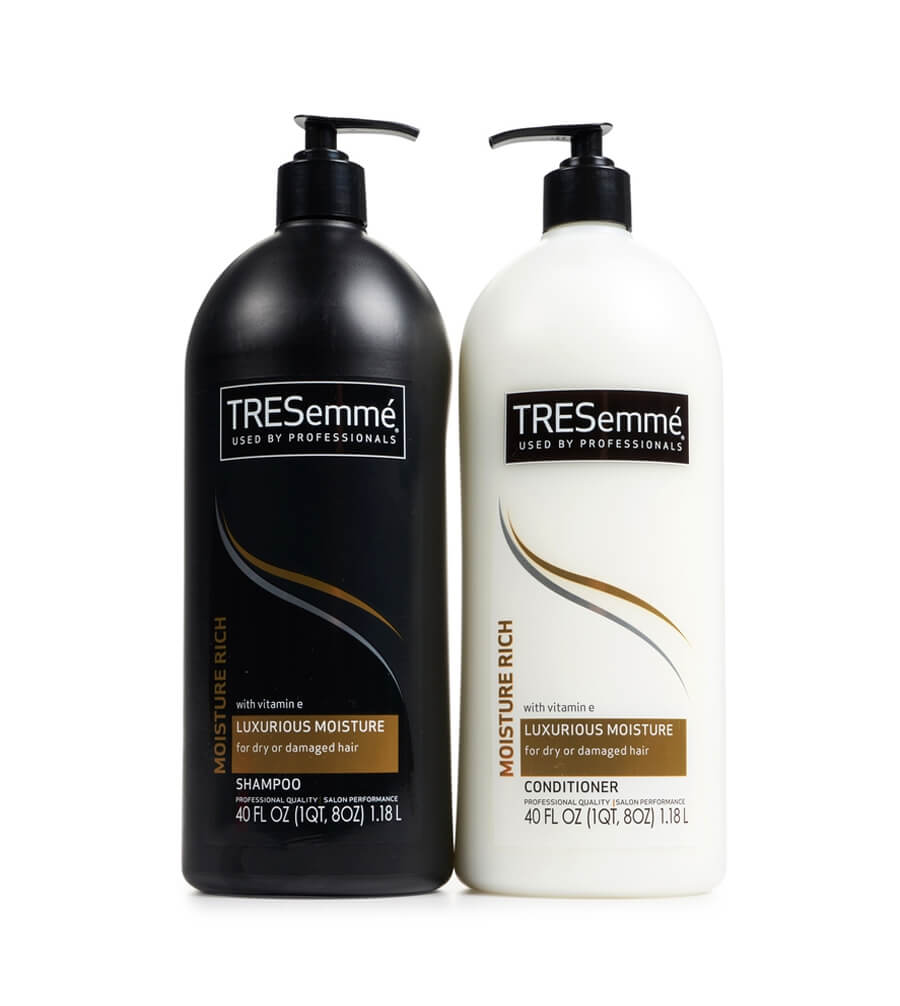 TRESemmé®
USED BY PROFESSIONALS
MOISTURE RICH
with vitamin e
LUXURIOUS MOISTURE
for dry or damaged hair
SHAMPOO
PROFESSIONAL QUALITY | SALON PERFORMANCE
40 FL OZ (1QT, 8OZ) 1.18 L
TRESemmé®
USED BY PROFESSIONALS
MOISTURE RICH
with vitamin e
LUXURIOUS MOISTURE
for dry or damaged hair
CONDITIONER
PROFESSIONAL QUALITY | SALON PERFORMANCE
40 FL OZ (1QT, 8OZ) 1.18 L